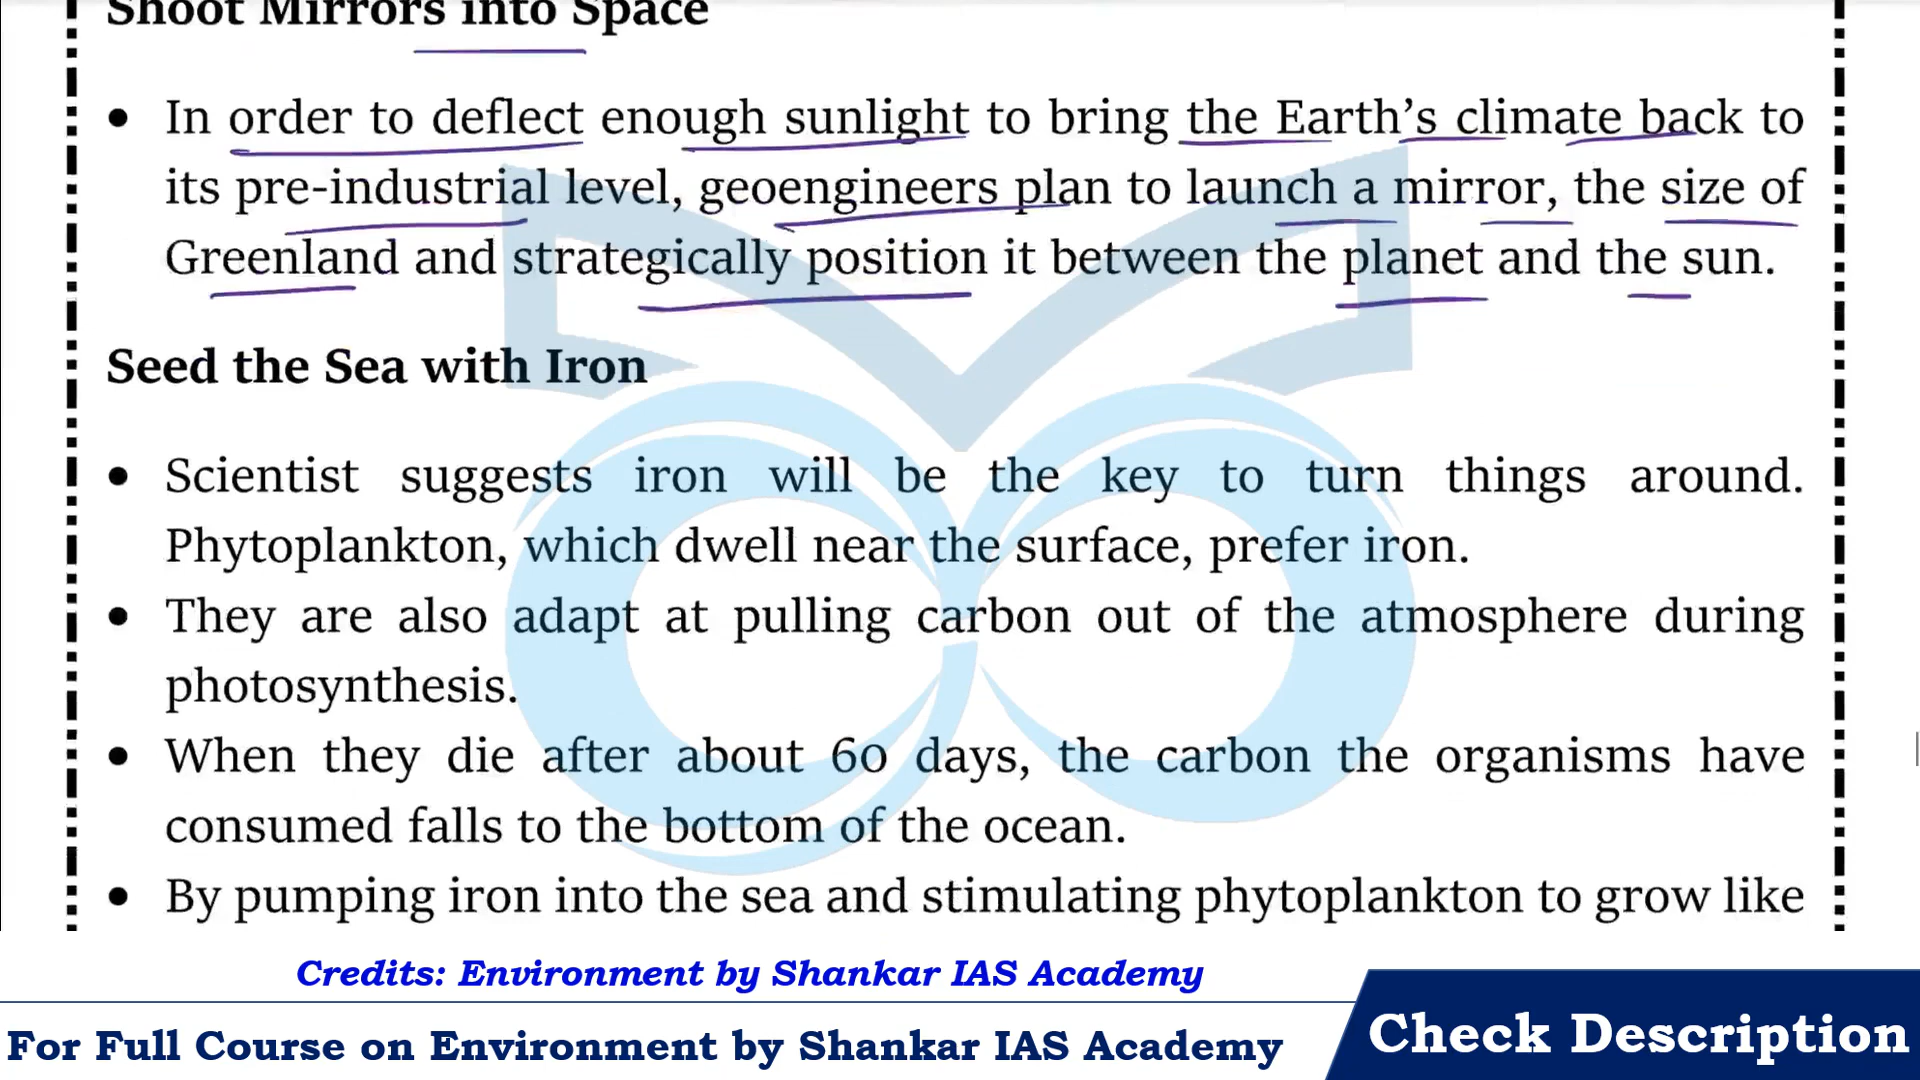 Shoot Mirrors into Space
• In order to deflect enough sunlight to bring the Earth’s climate back to
its pre-industrial level, geoengineers plan to launch a mirror, the size of
Greenland and strategically position it between the planet and the sun.
Seed the Sea with Iron
• Scientist suggests iron will be the key to turn things around.
Phytoplankton, which dwell near the surface, prefer iron.
• They are also adapt at pulling carbon out of the atmosphere during
photosynthesis.
• When they die after about 60 days, the carbon the organisms have
consumed falls to the bottom of the ocean.
• By pumping iron into the sea and stimulating phytoplankton to grow like
Credits: Environment by Shankar IAS Academy
For Full Course on Environment by Shankar IAS Academy
Check Description